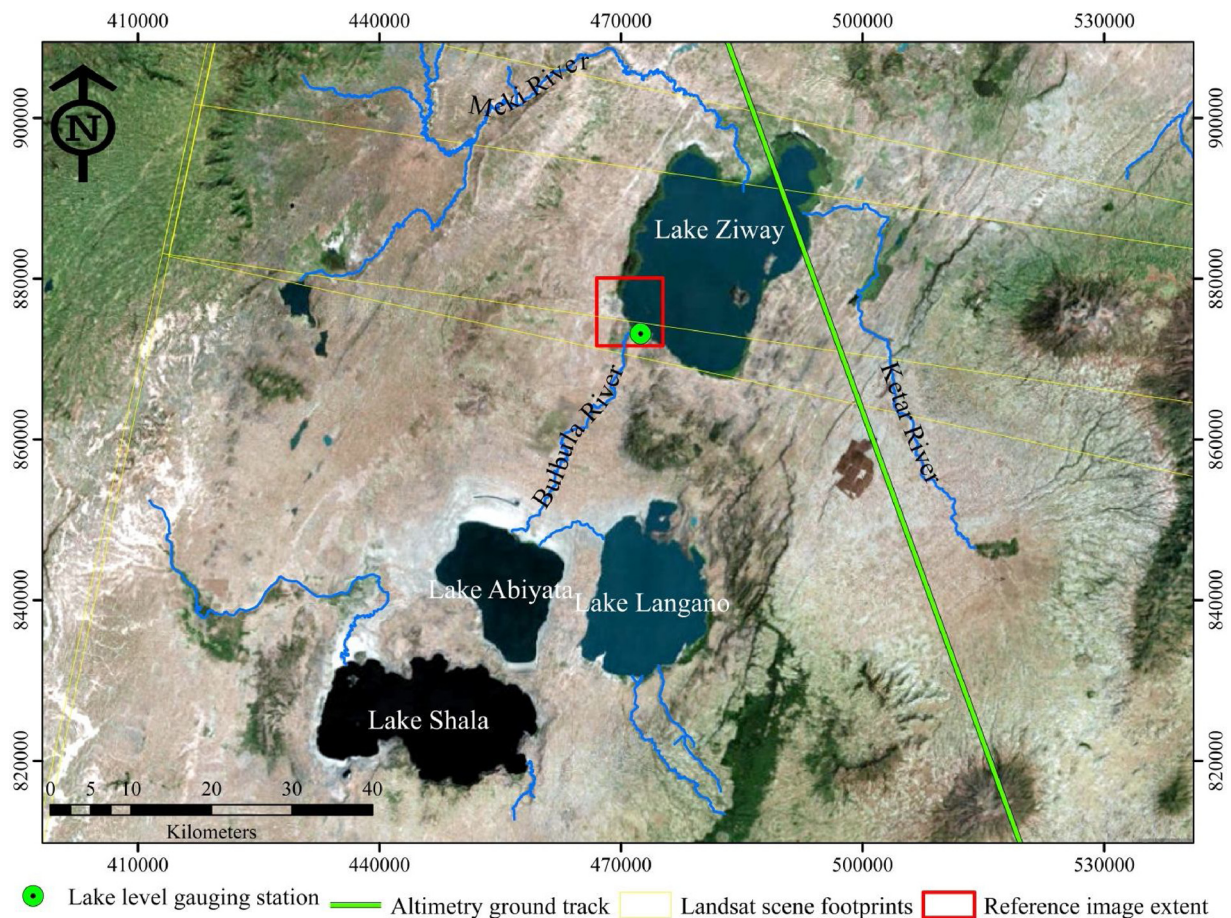 410000 440000 470000 500000 530000
900000 900000
N
Meki River
Lake Ziway
880000 880000
Ketar River
Bulbula River
860000 860000
Lake Abiyata
Lake Langano
840000 840000
Lake Shala
820000 820000
0 5 10 20 30 40
Kilometers
410000 440000 470000 500000 530000
Lake level gauging station Altimetry ground track Landsat scene footprints Reference image extent